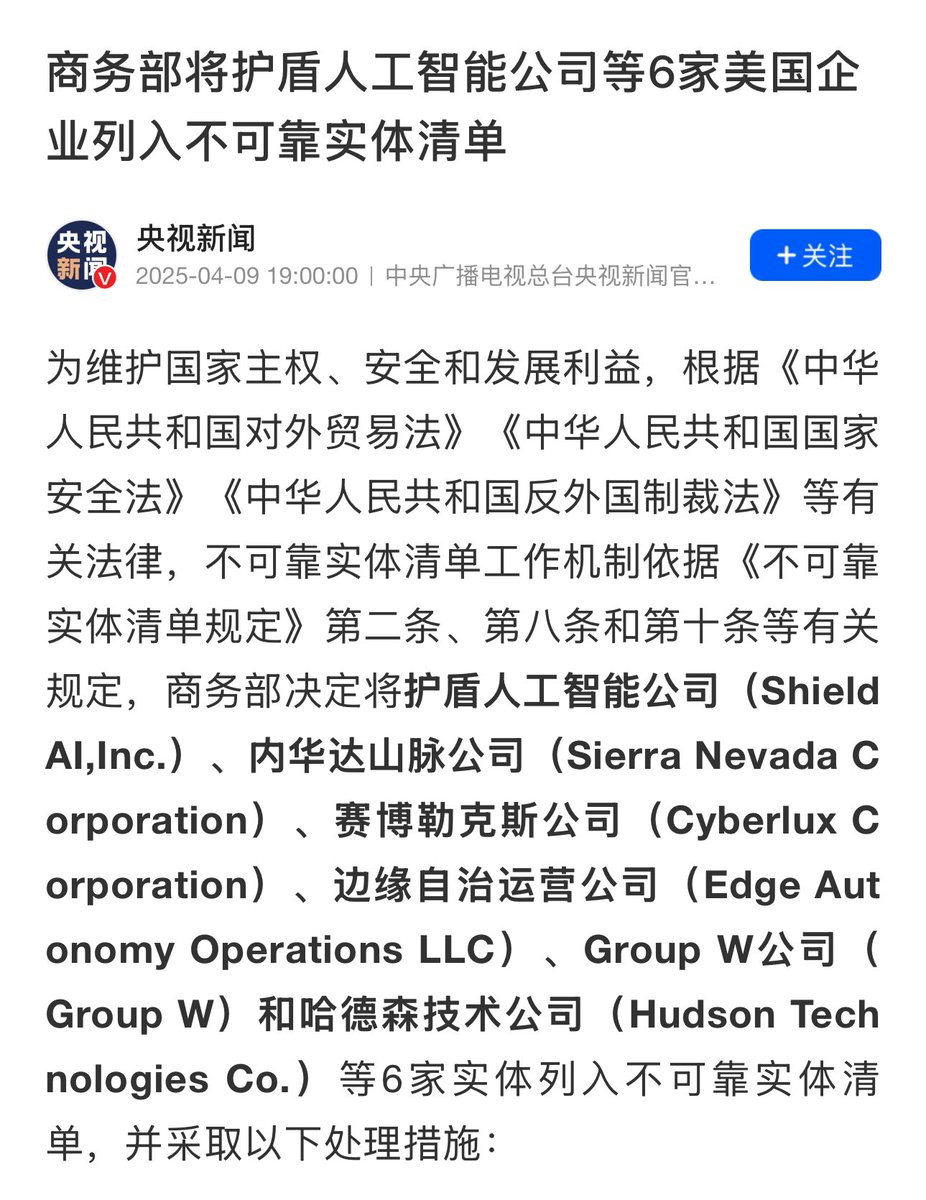 商务部将护盾人工智能公司等6家美国企
业列入不可靠实体清单
央视新闻
央视
新闻
V
2025-04-09 19:00:00 | 中央广播电视总台央视新闻官…
+关注
为维护国家主权、安全和发展利益，根据《中华
人民共和国对外贸易法》《中华人民共和国国家
安全法》《中华人民共和国反外国制裁法》等有
关法律，不可靠实体清单工作机制依据《不可靠
实体清单规定》第二条、第八条和第十条等有关
规定，商务部决定将护盾人工智能公司（Shield
AI,Inc.）、内华达山脉公司（Sierra Nevada C
orporation）、赛博勒克斯公司（Cyberlux C
orporation）、边缘自治运营公司（Edge Aut
onomy Operations LLC）、Group W公司（
Group W）和哈德森技术公司（Hudson Tech
nologies Co.）等6家实体列入不可靠实体清
单，并采取以下处理措施：